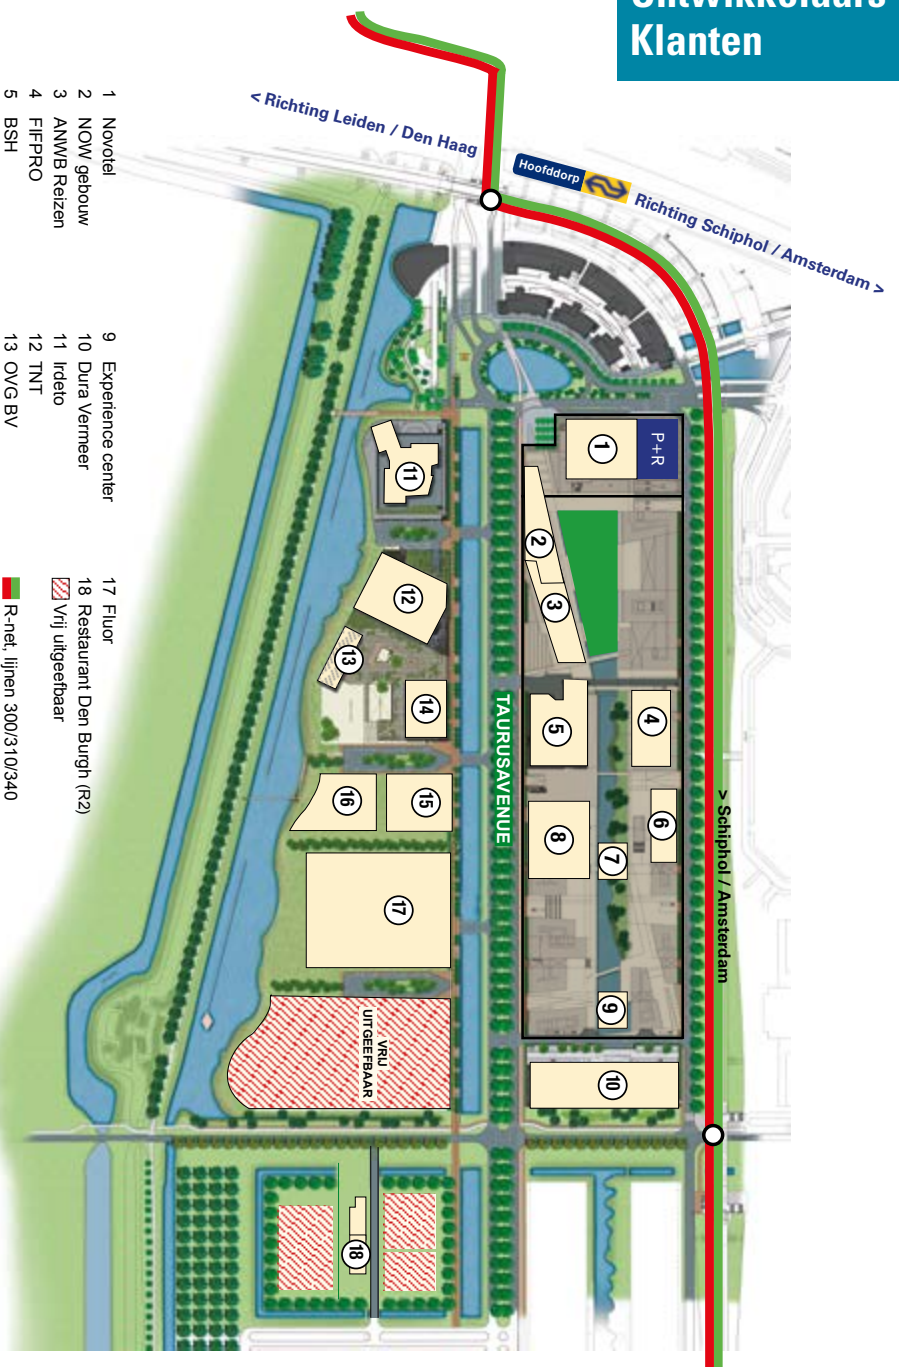 Klanten
< Richting Leiden / Den Haag
Hoofddorp
Richting Schiphol / Amsterdam >
1 Novotel
2 NOW gebouw
3 ANWB Reizen
4 FIFPRO
5 BSH
9 Experience center
10 Dura Vermeer
11 Irdeto
12 TNT
13 OVG BV
17 Fluor
18 Restaurant Den Burgh (R2)
Vrij uitgeefbaar
R-net, lijnen 300/310/340
P+R
1
2
3
4
5
6
7
8
9
10
11
12
13
14
15
16
17
18
TAURUSAVENUE
> Schiphol / Amsterdam
VRIJ
UITGEEFBAAR